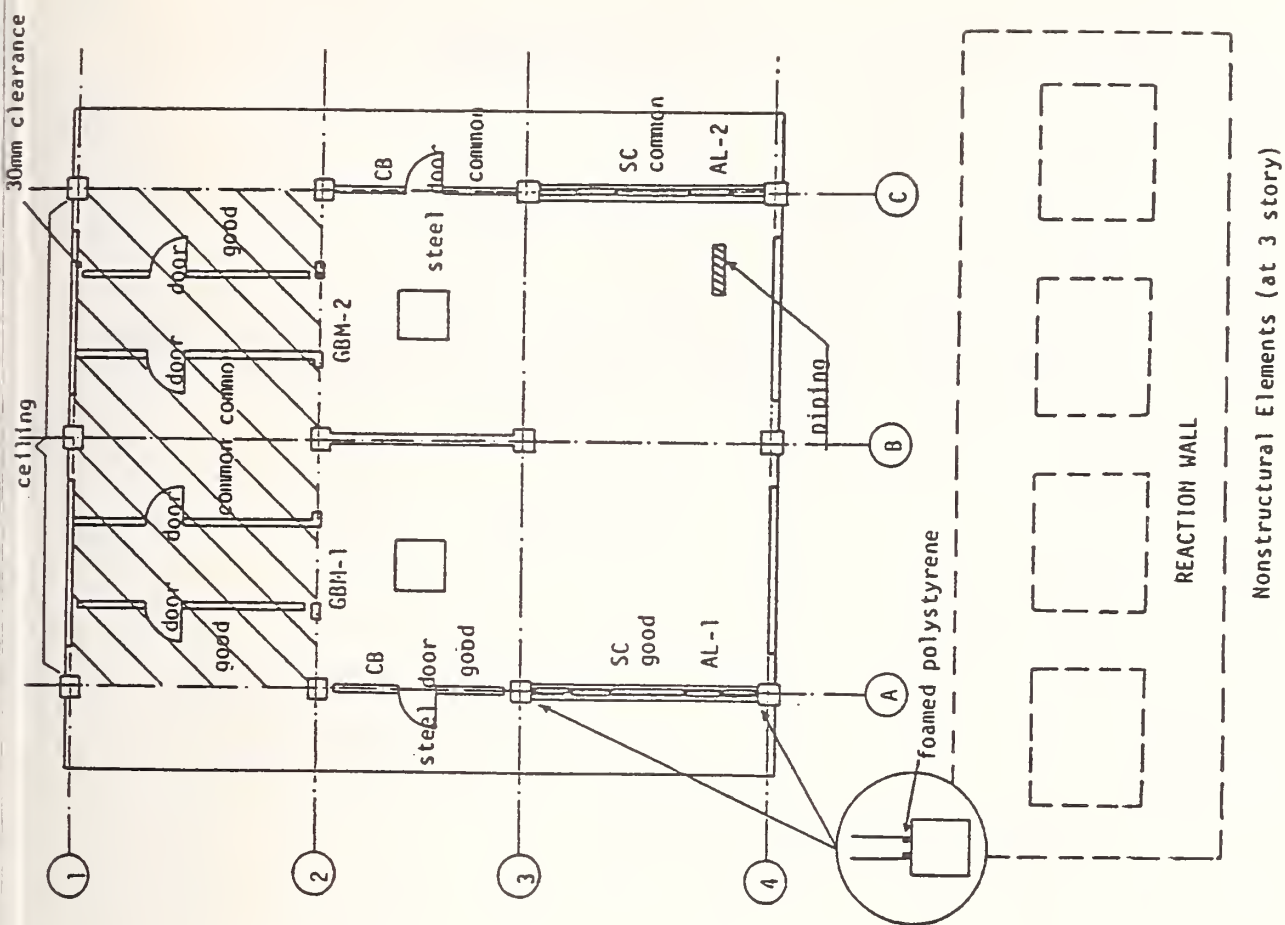 30mm clearance
ceiling
1
door
good
door
common
door
common
door
good
2
GBM-1
GBM-2
CB
steel door
good
steel
CB
door
common
3
SC
good
AL-1
SC
common
AL-2
piping
4
A
B
C
foamed polystyrene
REACTION WALL
Nonstructural Elements (at 3 story)